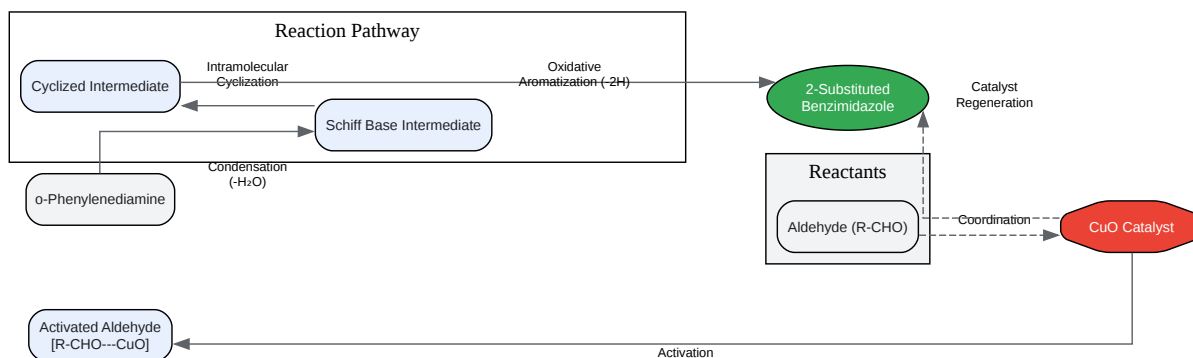 Reaction Pathway
Cyclized Intermediate
Intramolecular
Cyclization
Oxidative
Aromatization (-2H)
2-Substituted
Benzimidazole
Catalyst
Regeneration
Schiff Base Intermediate
Condensation
(-H₂O)
o-Phenylenediamine
Reactants
Aldehyde (R-CHO)
Coordination
CuO Catalyst
Activated Aldehyde
[R-CHO---CuO]
Activation